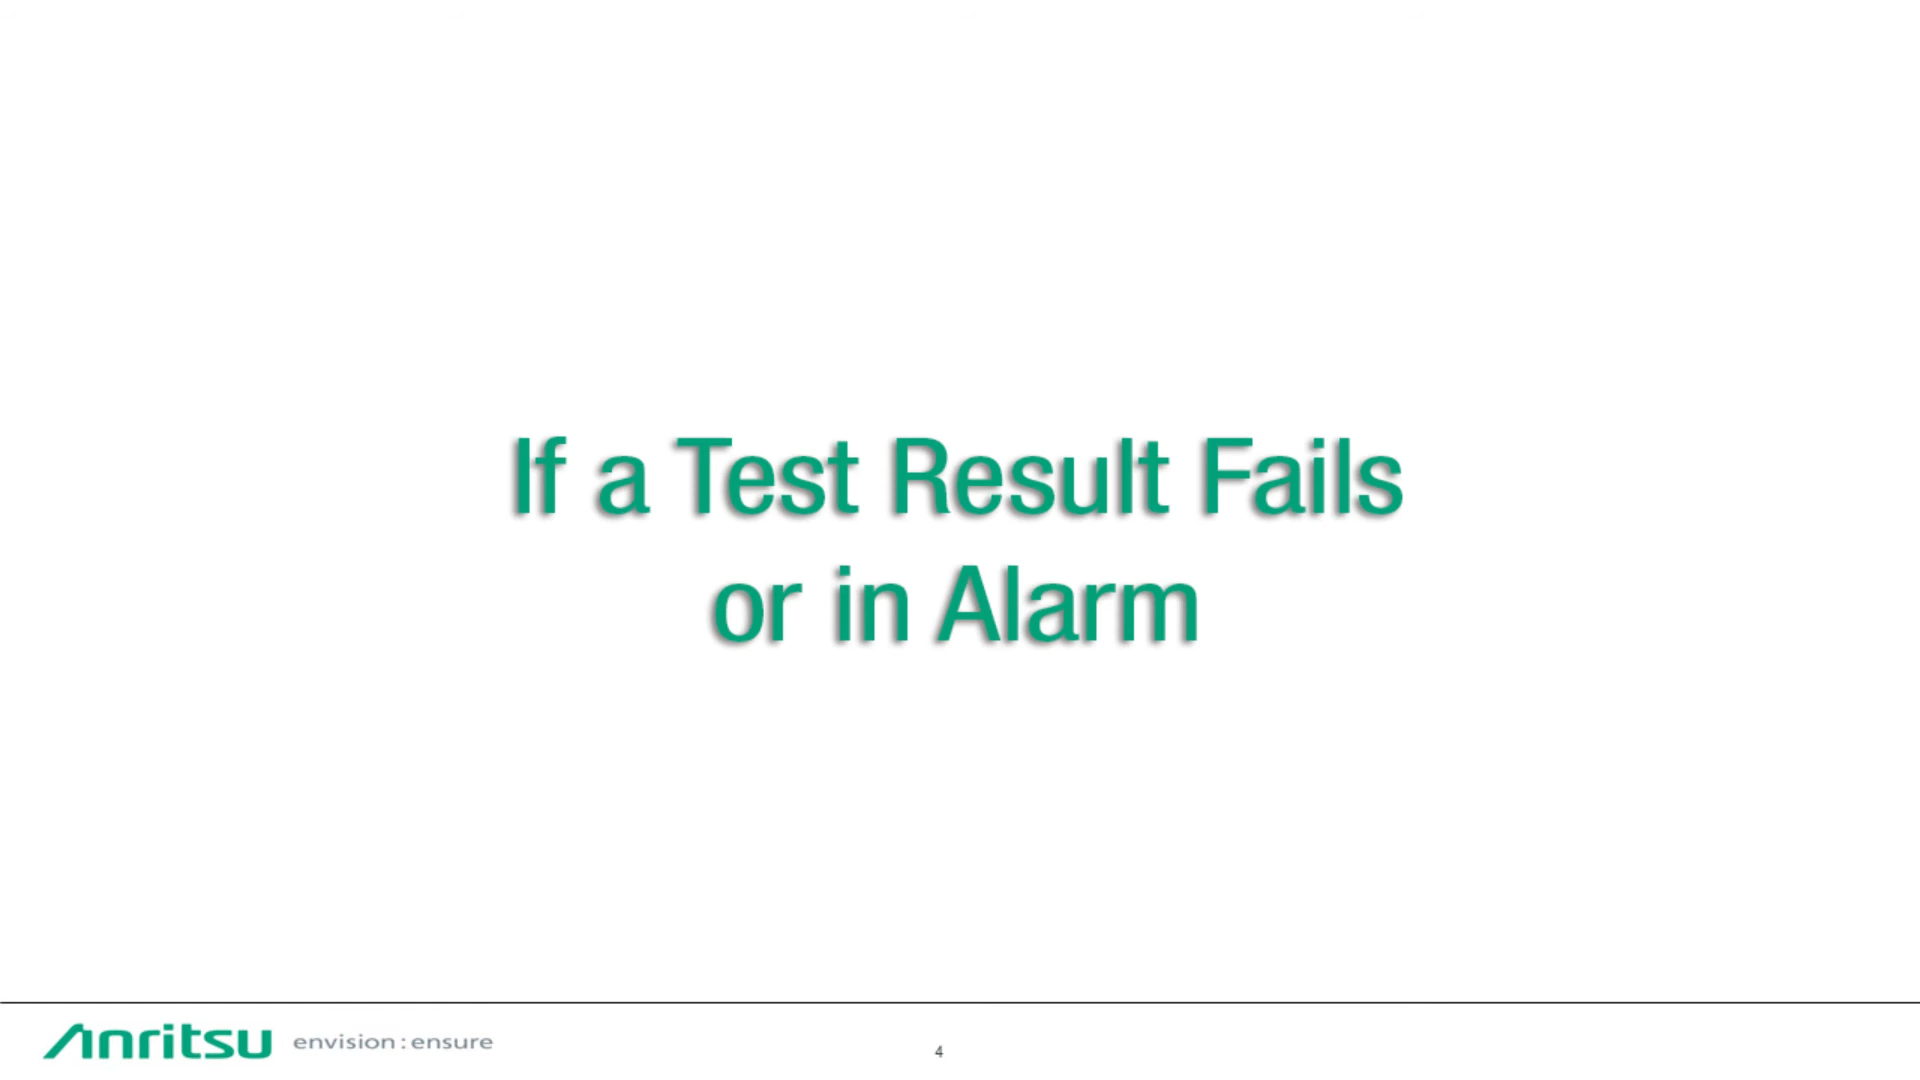 If a Test Result Fails
or in Alarm
Anritsu envision : ensure
4